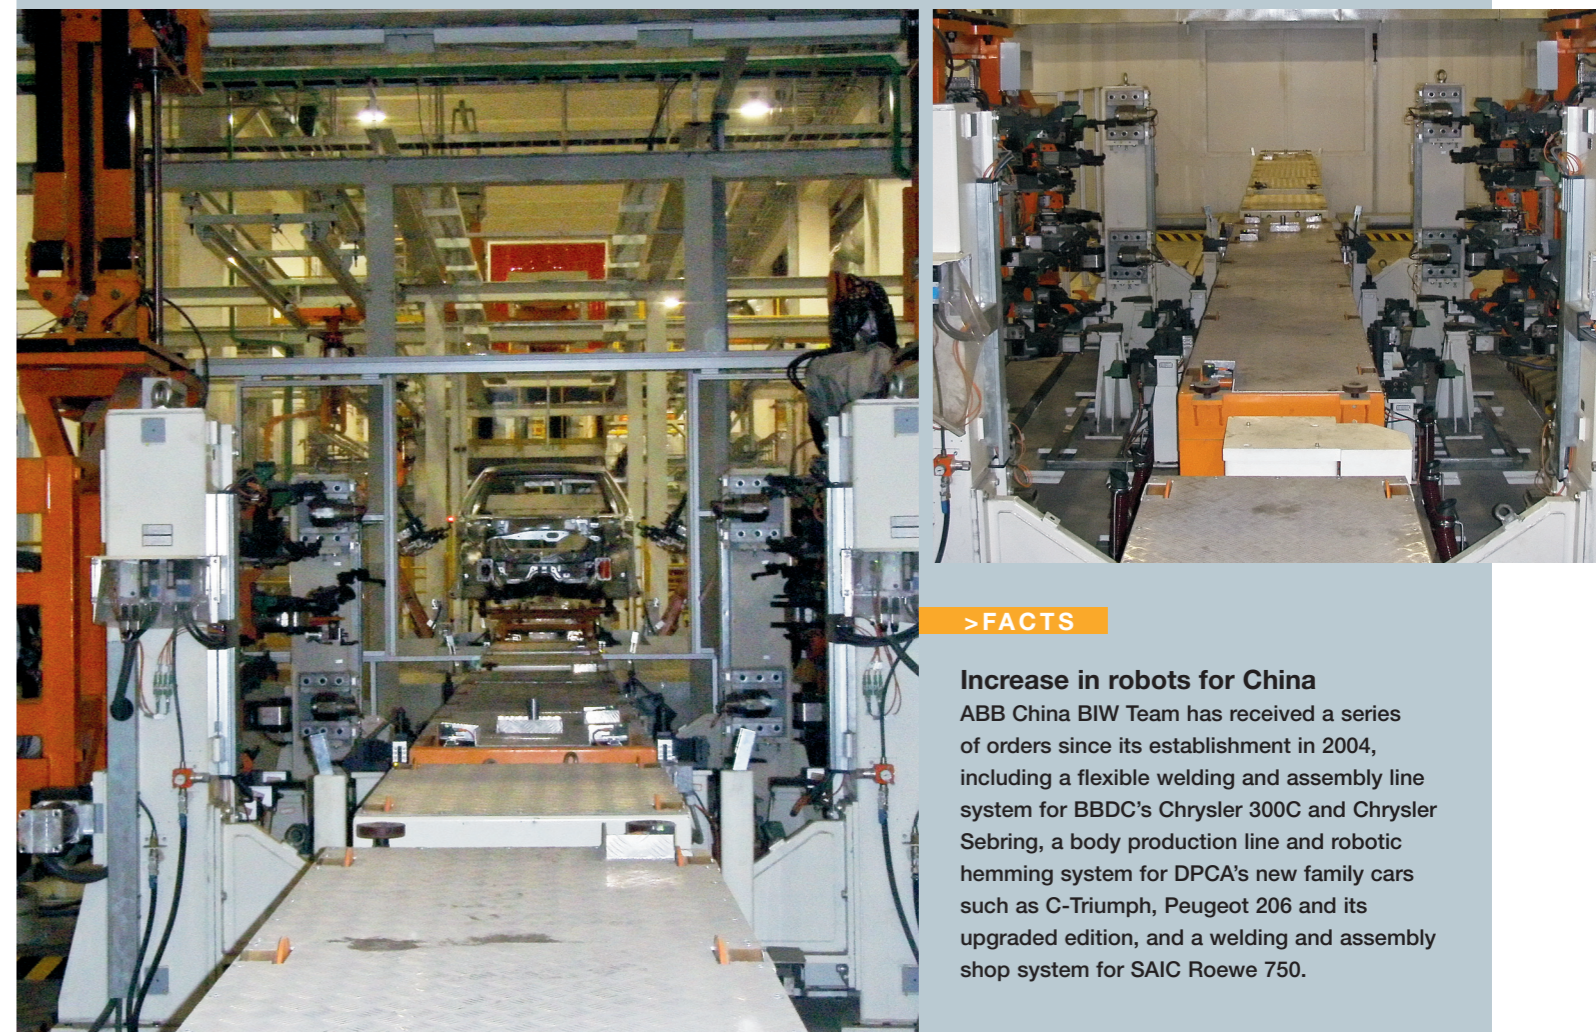 >FACTS
Increase in robots for China
ABB China BIW Team has received a series
of orders since its establishment in 2004,
including a flexible welding and assembly line
system for BBDC’s Chrysler 300C and Chrysler
Sebring, a body production line and robotic
hemming system for DPCA’s new family cars
such as C-Triumph, Peugeot 206 and its
upgraded edition, and a welding and assembly
shop system for SAIC Roewe 750.